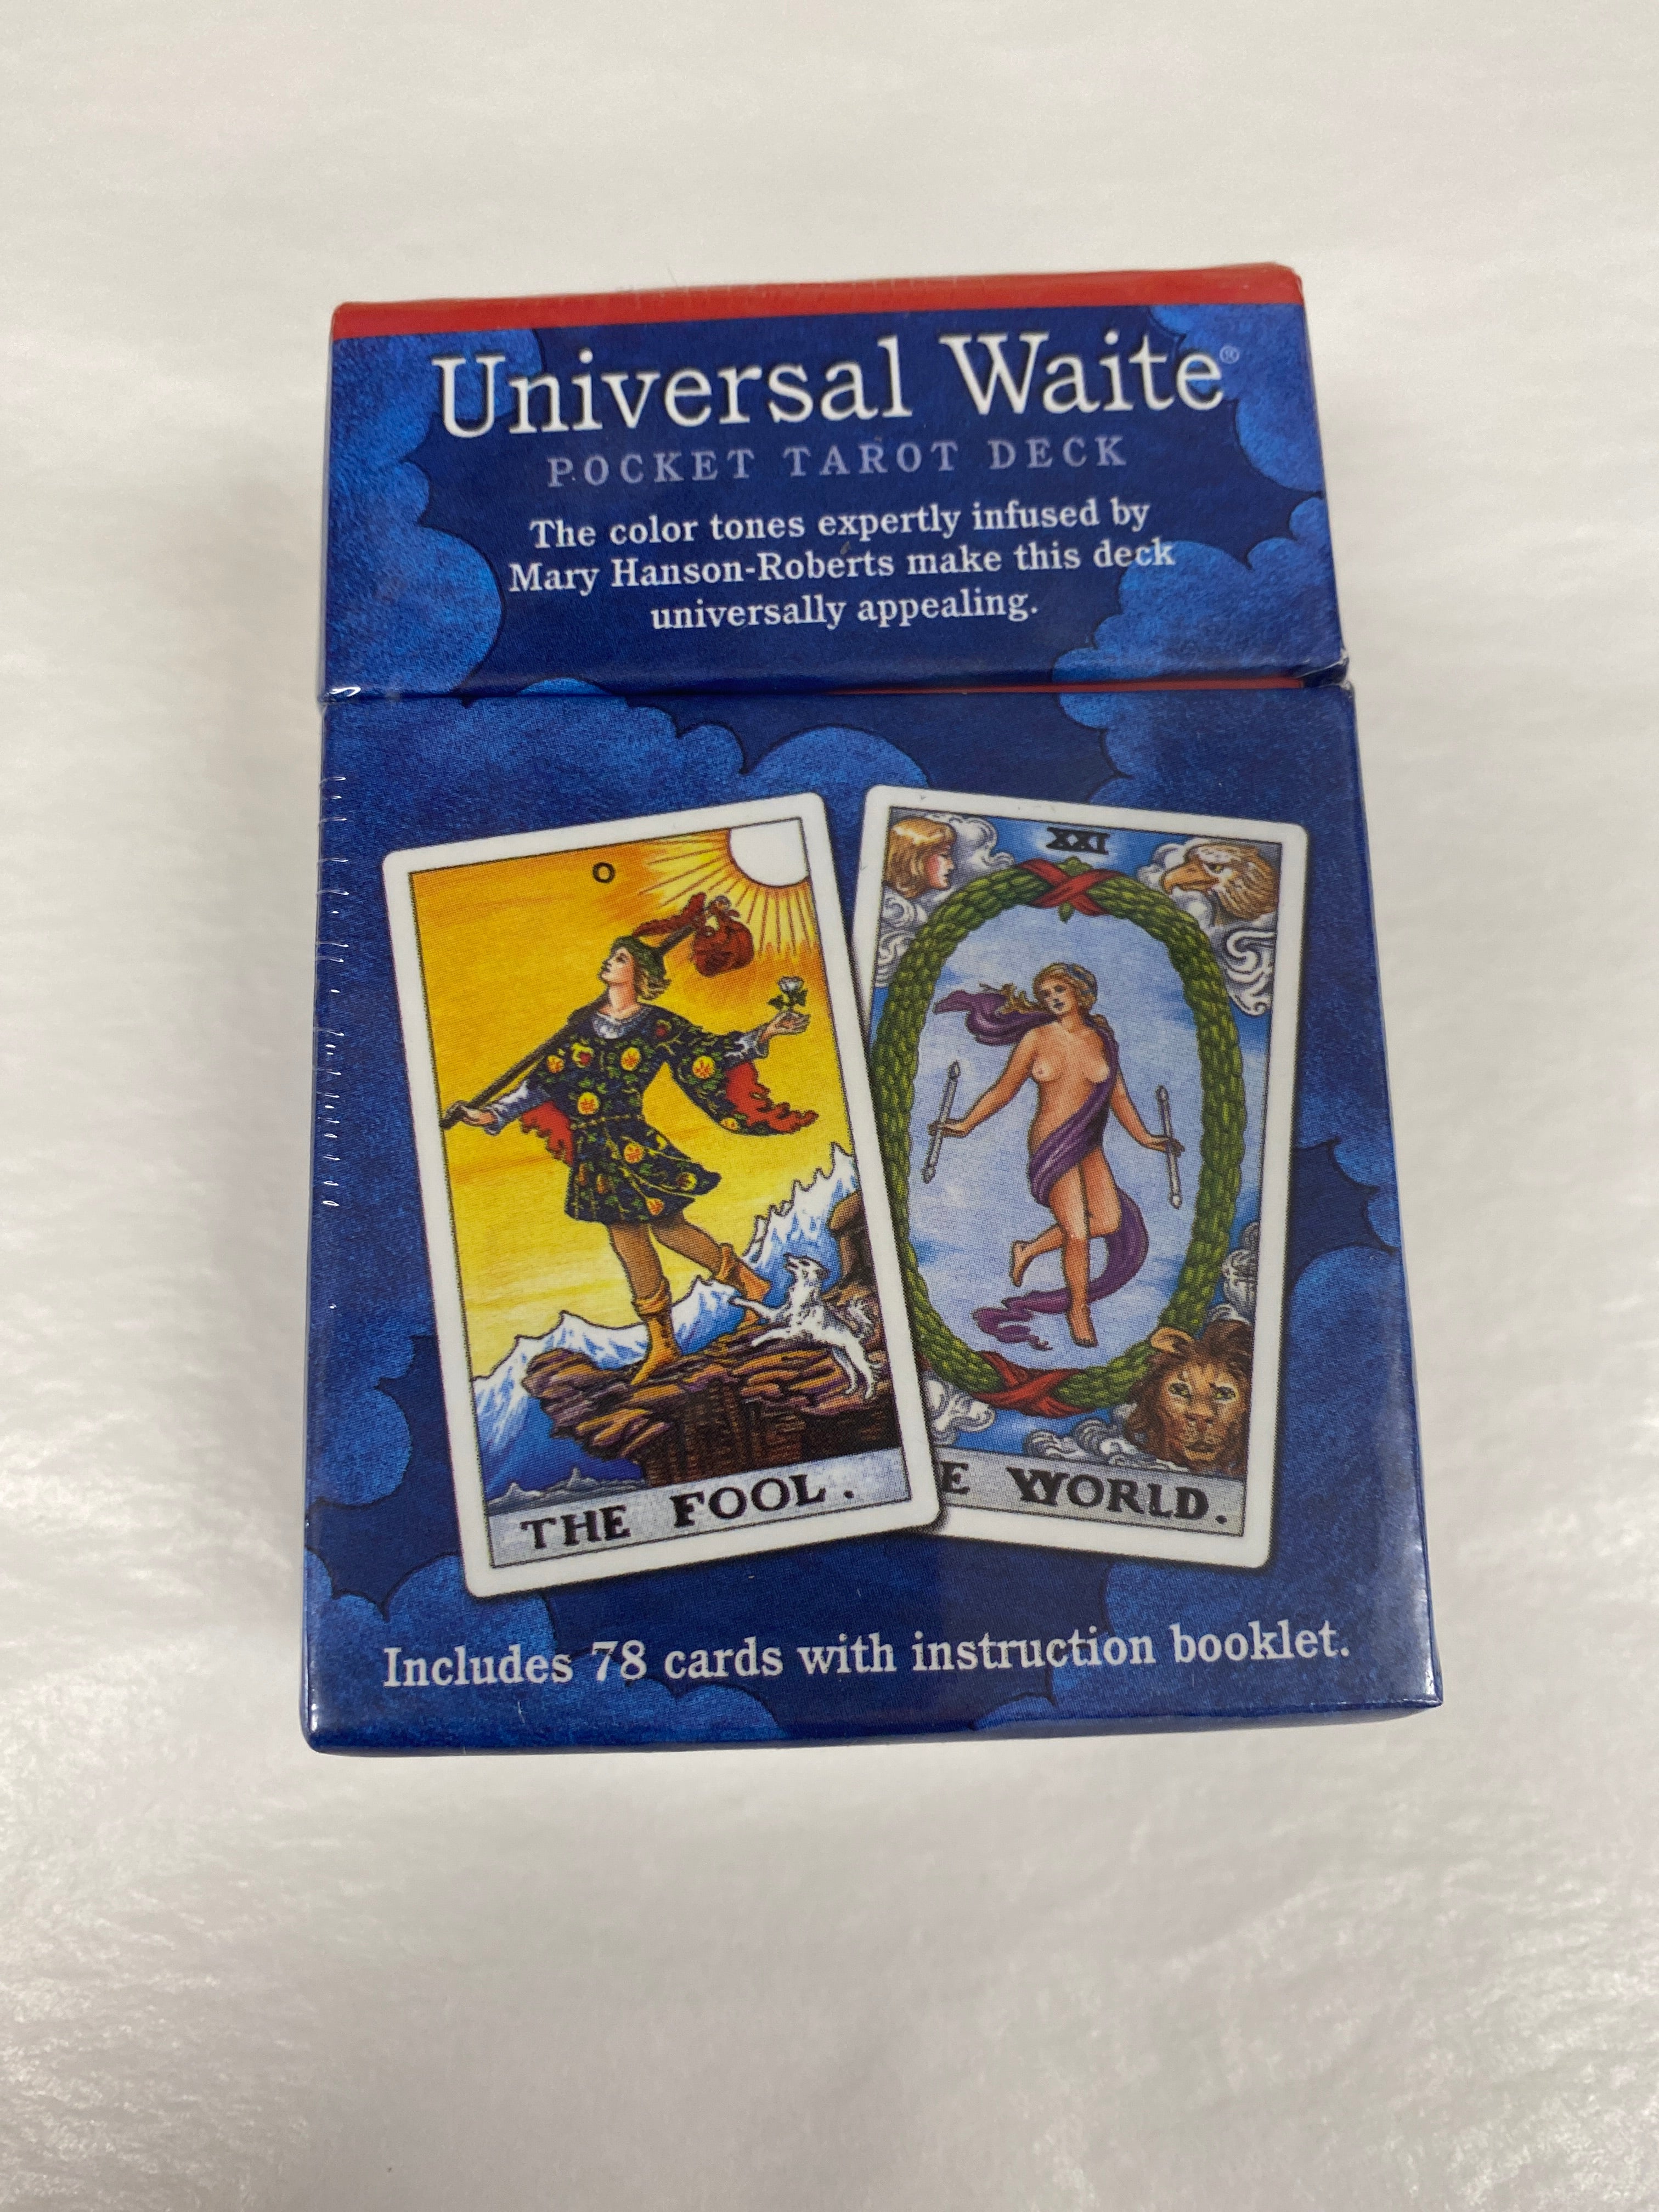 Universal Waite®
POCKET TAROT DECK
The color tones expertly infused by
Mary Hanson-Roberts make this deck
universally appealing.
0
THE FOOL.
XXI
E WORLD.
Includes 78 cards with instruction booklet.